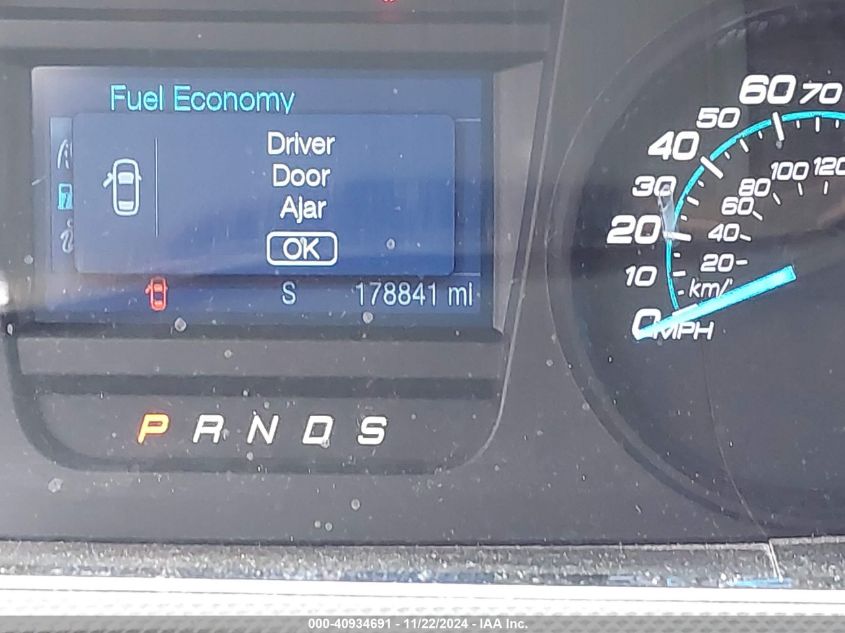 Fuel Economy
Driver
Door
Ajar
OK
S 178841 mi
P R N D S
0 10 20 30 40 50 60 70
MPH
20 40 60 80 100 120
km/
000-40934691 - 11/22/2024 - IAA Inc.